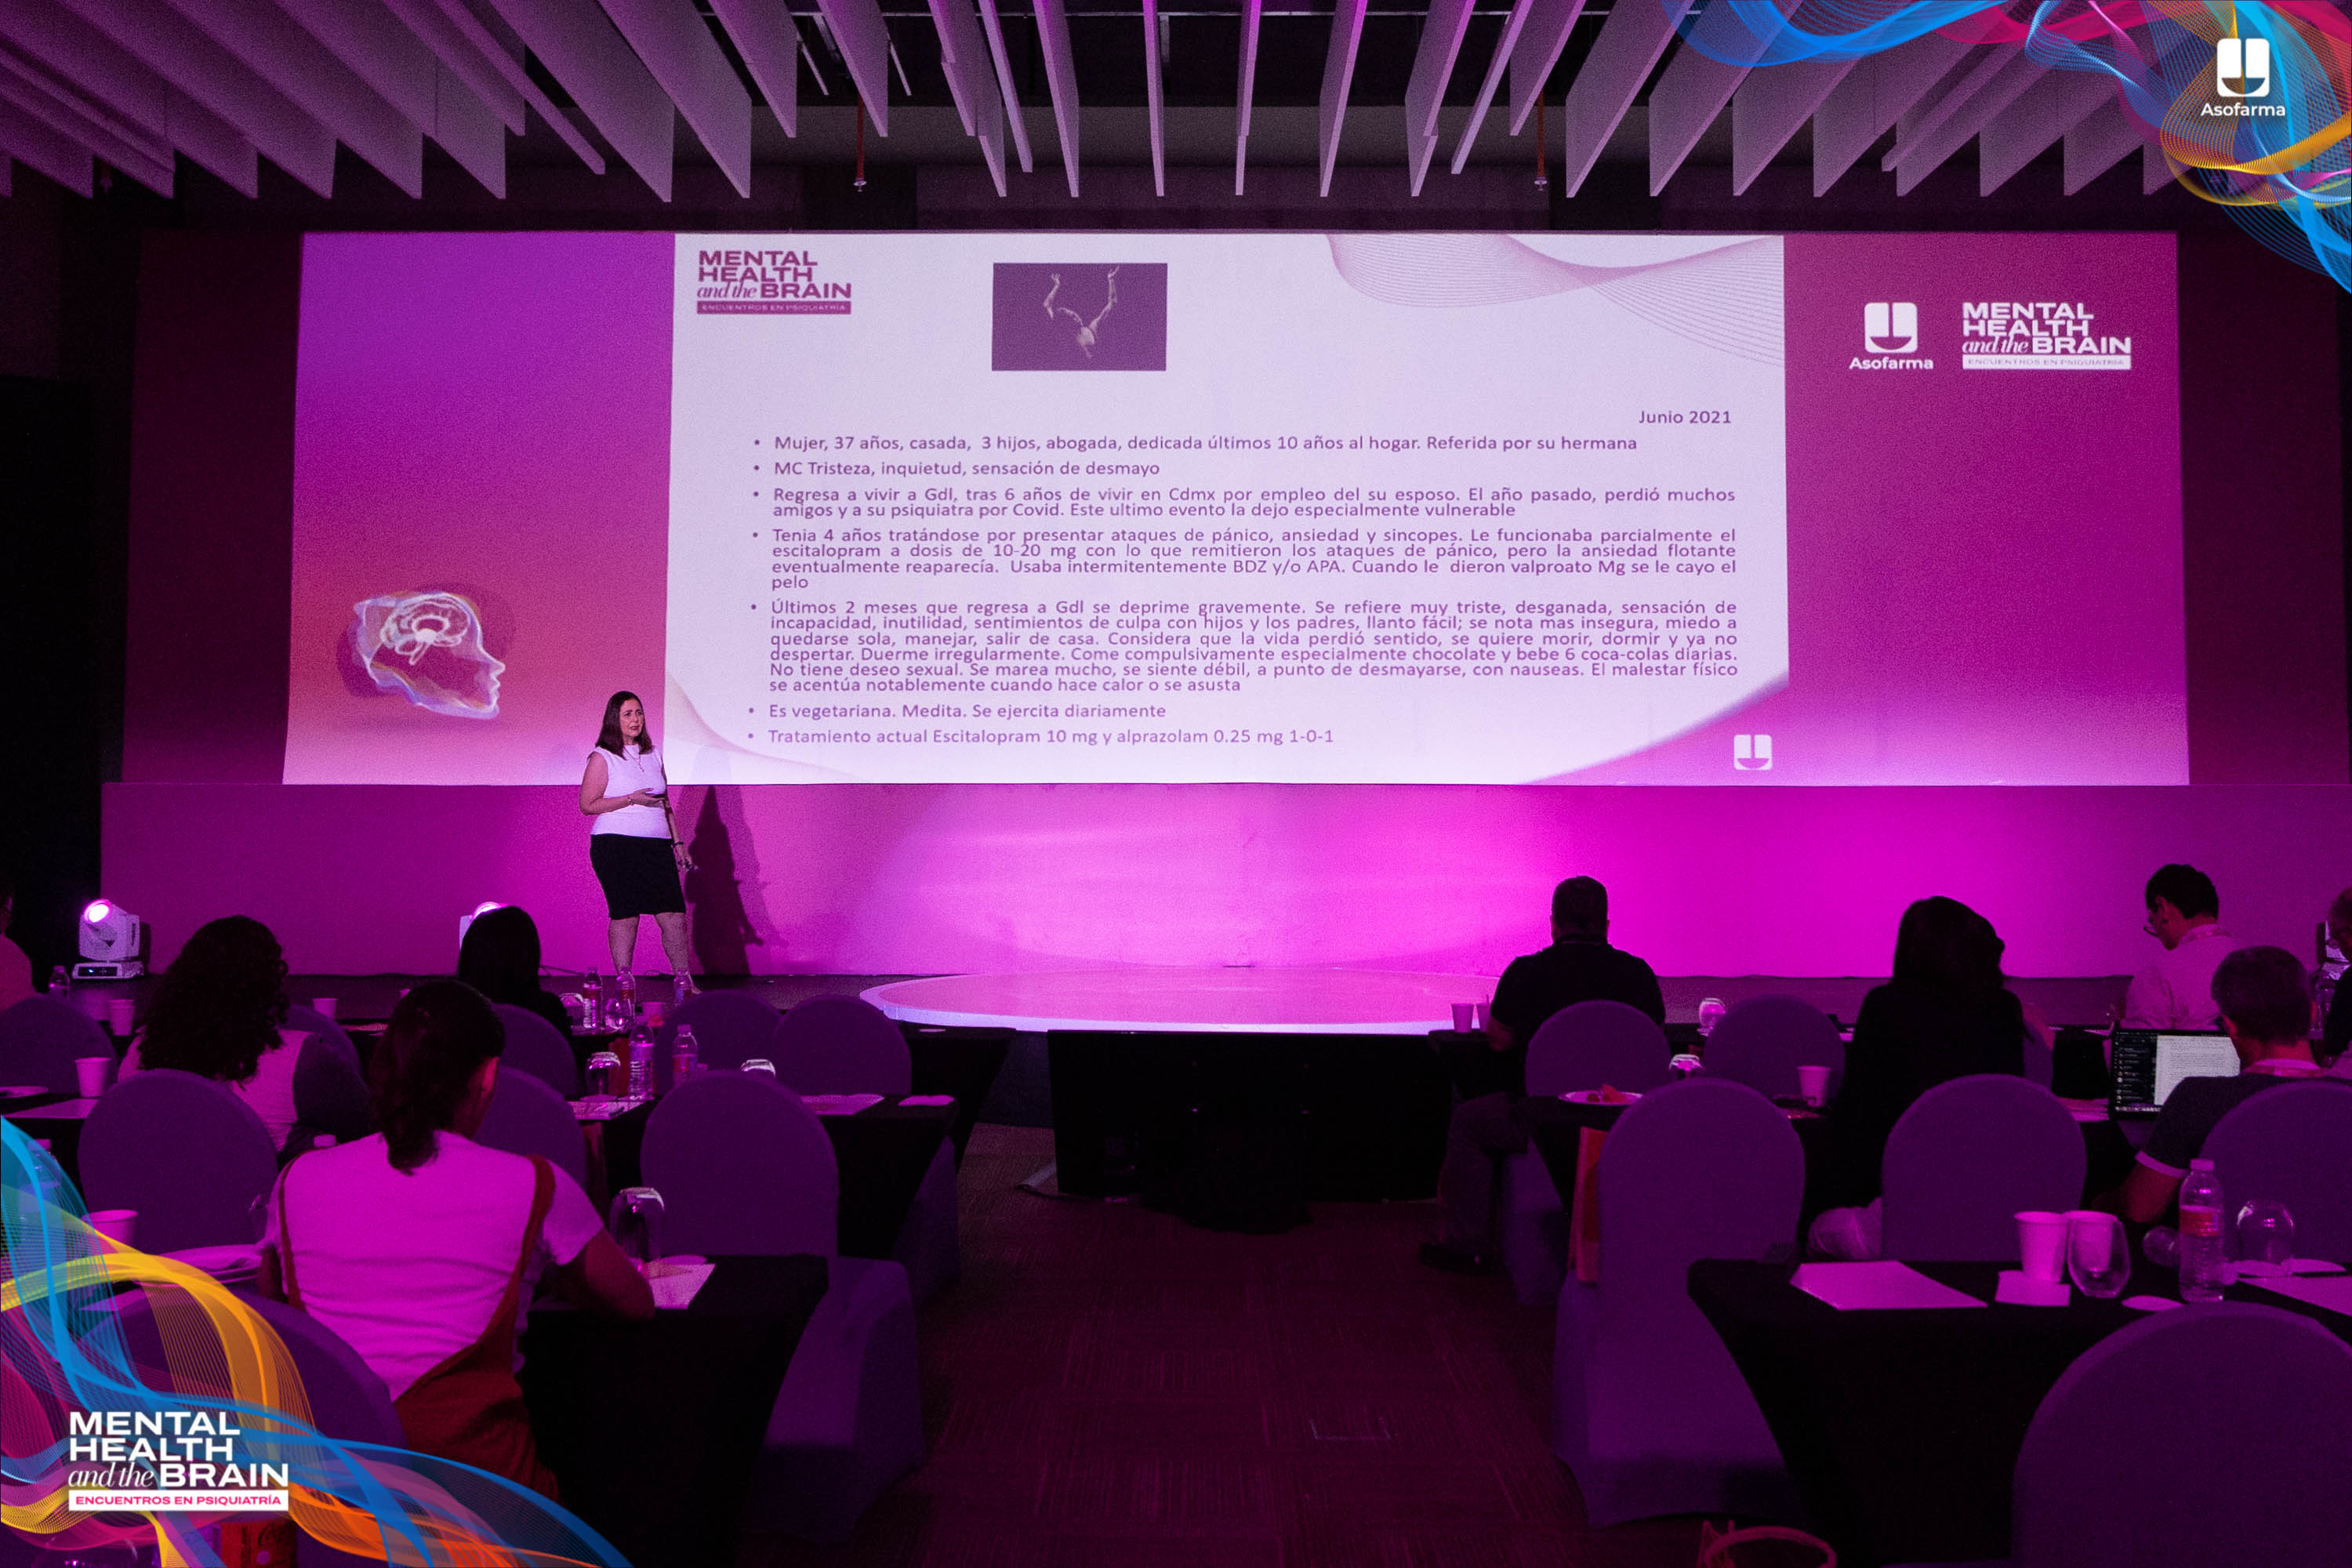 Asofarma
MENTAL
HEALTH
and the BRAIN
ENCUENTROS EN PSIQUIATRÍA
Asofarma
MENTAL
HEALTH
and the BRAIN
ENCUENTROS EN PSIQUIATRÍA
Junio 2021
• Mujer, 37 años, casada, 3 hijos, abogada, dedicada últimos 10 años al hogar. Referida por su hermana
• MC Tristeza, inquietud, sensación de desmayo
• Regresa a vivir a Gdl, tras 6 años de vivir en Cdmx por empleo del su esposo. El año pasado, perdió muchos
amigos y a su psiquiatra por Covid. Este ultimo evento la dejo especialmente vulnerable
• Tenia 4 años tratándose por presentar ataques de pánico, ansiedad y sincopes. Le funcionaba parcialmente el
escitalopram a dosis de 10-20 mg con lo que remitieron los ataques de pánico, pero la ansiedad flotante
eventualmente reaparecía. Usaba intermitentemente BDZ y/o APA. Cuando le dieron valproato Mg se le cayo el
pelo
• Últimos 2 meses que regresa a Gdl se deprime gravemente. Se refiere muy triste, desganada, sensación de
incapacidad, inutilidad, sentimientos de culpa con hijos y los padres, llanto fácil; se nota mas insegura, miedo a
quedarse sola, manejar, salir de casa. Considera que la vida perdió sentido, se quiere morir, dormir y ya no
despertar. Duerme irregularmente. Come compulsivamente especialmente chocolate y bebe 6 coca-colas diarias.
No tiene deseo sexual. Se marea mucho, se siente débil, a punto de desmayarse, con nauseas. El malestar físico
se acentúa notablemente cuando hace calor o se asusta
• Es vegetariana. Medita. Se ejercita diariamente
• Tratamiento actual Escitalopram 10 mg y alprazolam 0.25 mg 1-0-1
MENTAL
HEALTH
and the BRAIN
ENCUENTROS EN PSIQUIATRÍA